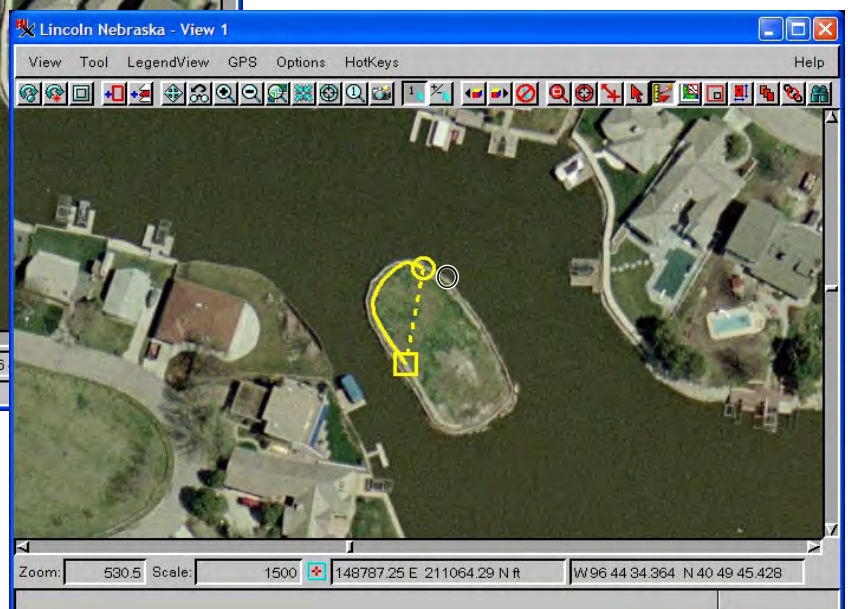 Lincoln Nebraska - View 1
View Tool LegendView GPS Options HotKeys Help
1
Zoom: 530.5 Scale: 1500 148787.25 E 211064.29 N ft W 96 44 34.364 N 40 49 45.428